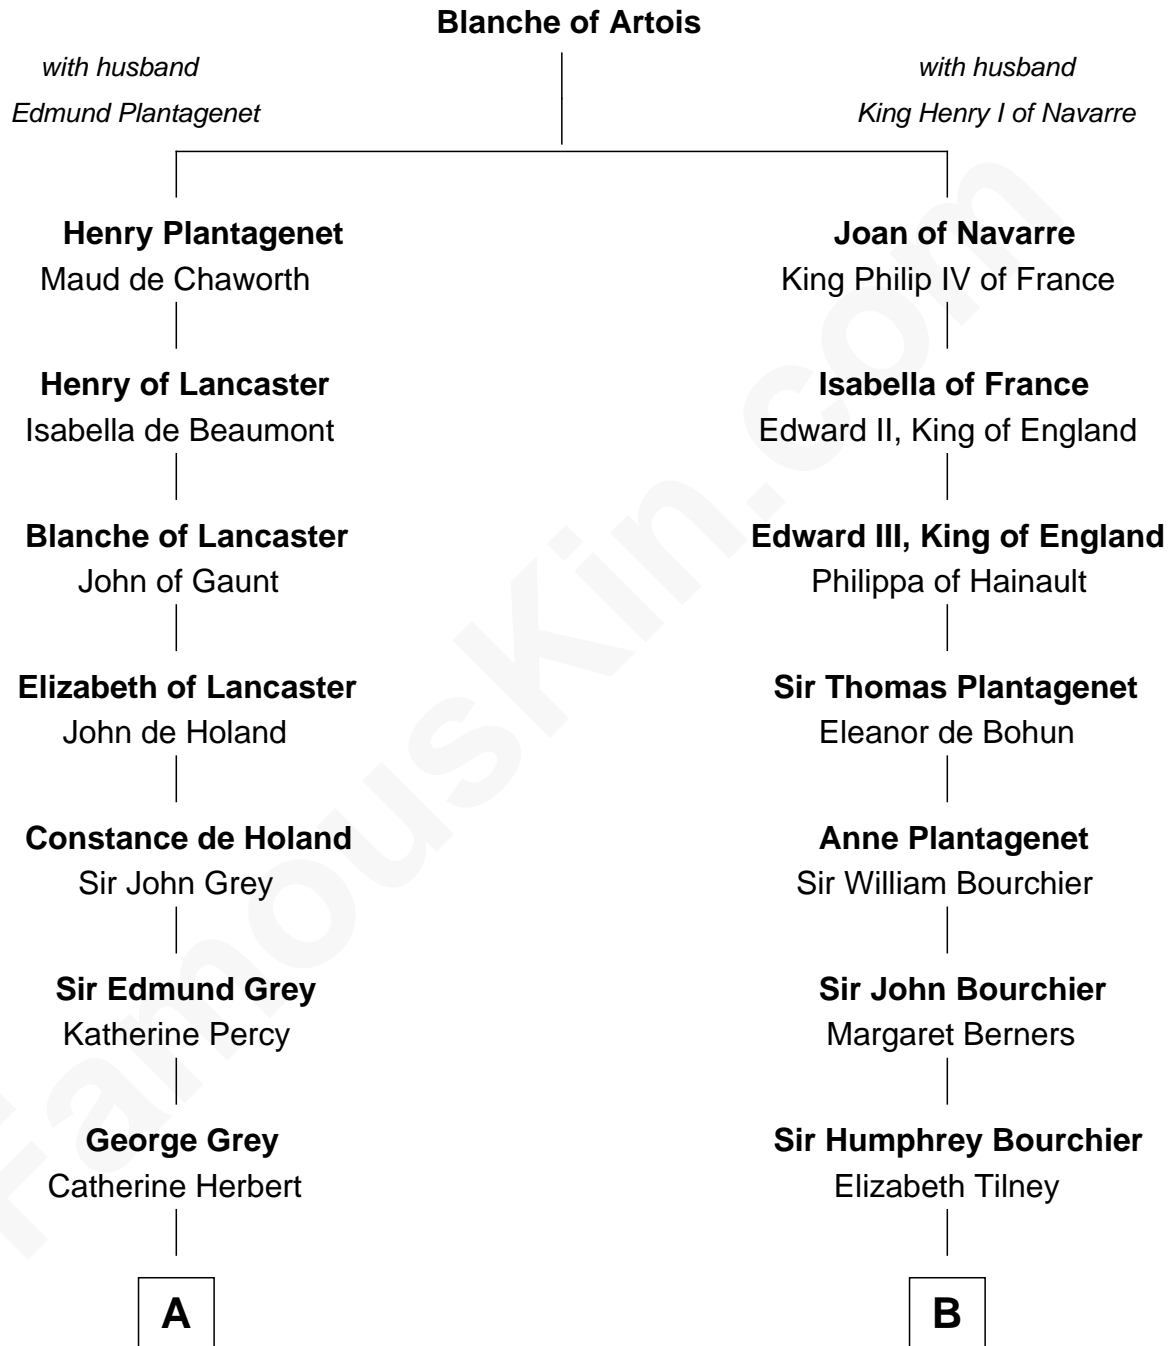 Blanche of Artois
with husband
Edmund Plantagenet
with husband
King Henry I of Navarre
Henry Plantagenet
Maud de Chaworth
Joan of Navarre
King Philip IV of France
Henry of Lancaster
Isabella de Beaumont
Isabella of France
Edward II, King of England
Blanche of Lancaster
John of Gaunt
Edward III, King of England
Philippa of Hainault
Elizabeth of Lancaster
John de Holand
Sir Thomas Plantagenet
Eleanor de Bohun
Constance de Holand
Sir John Grey
Anne Plantagenet
Sir William Bourchier
Sir Edmund Grey
Katherine Percy
Sir John Bourchier
Margaret Berners
George Grey
Catherine Herbert
Sir Humphrey Bourchier
Elizabeth Tilney
A
B
FamousKin.com